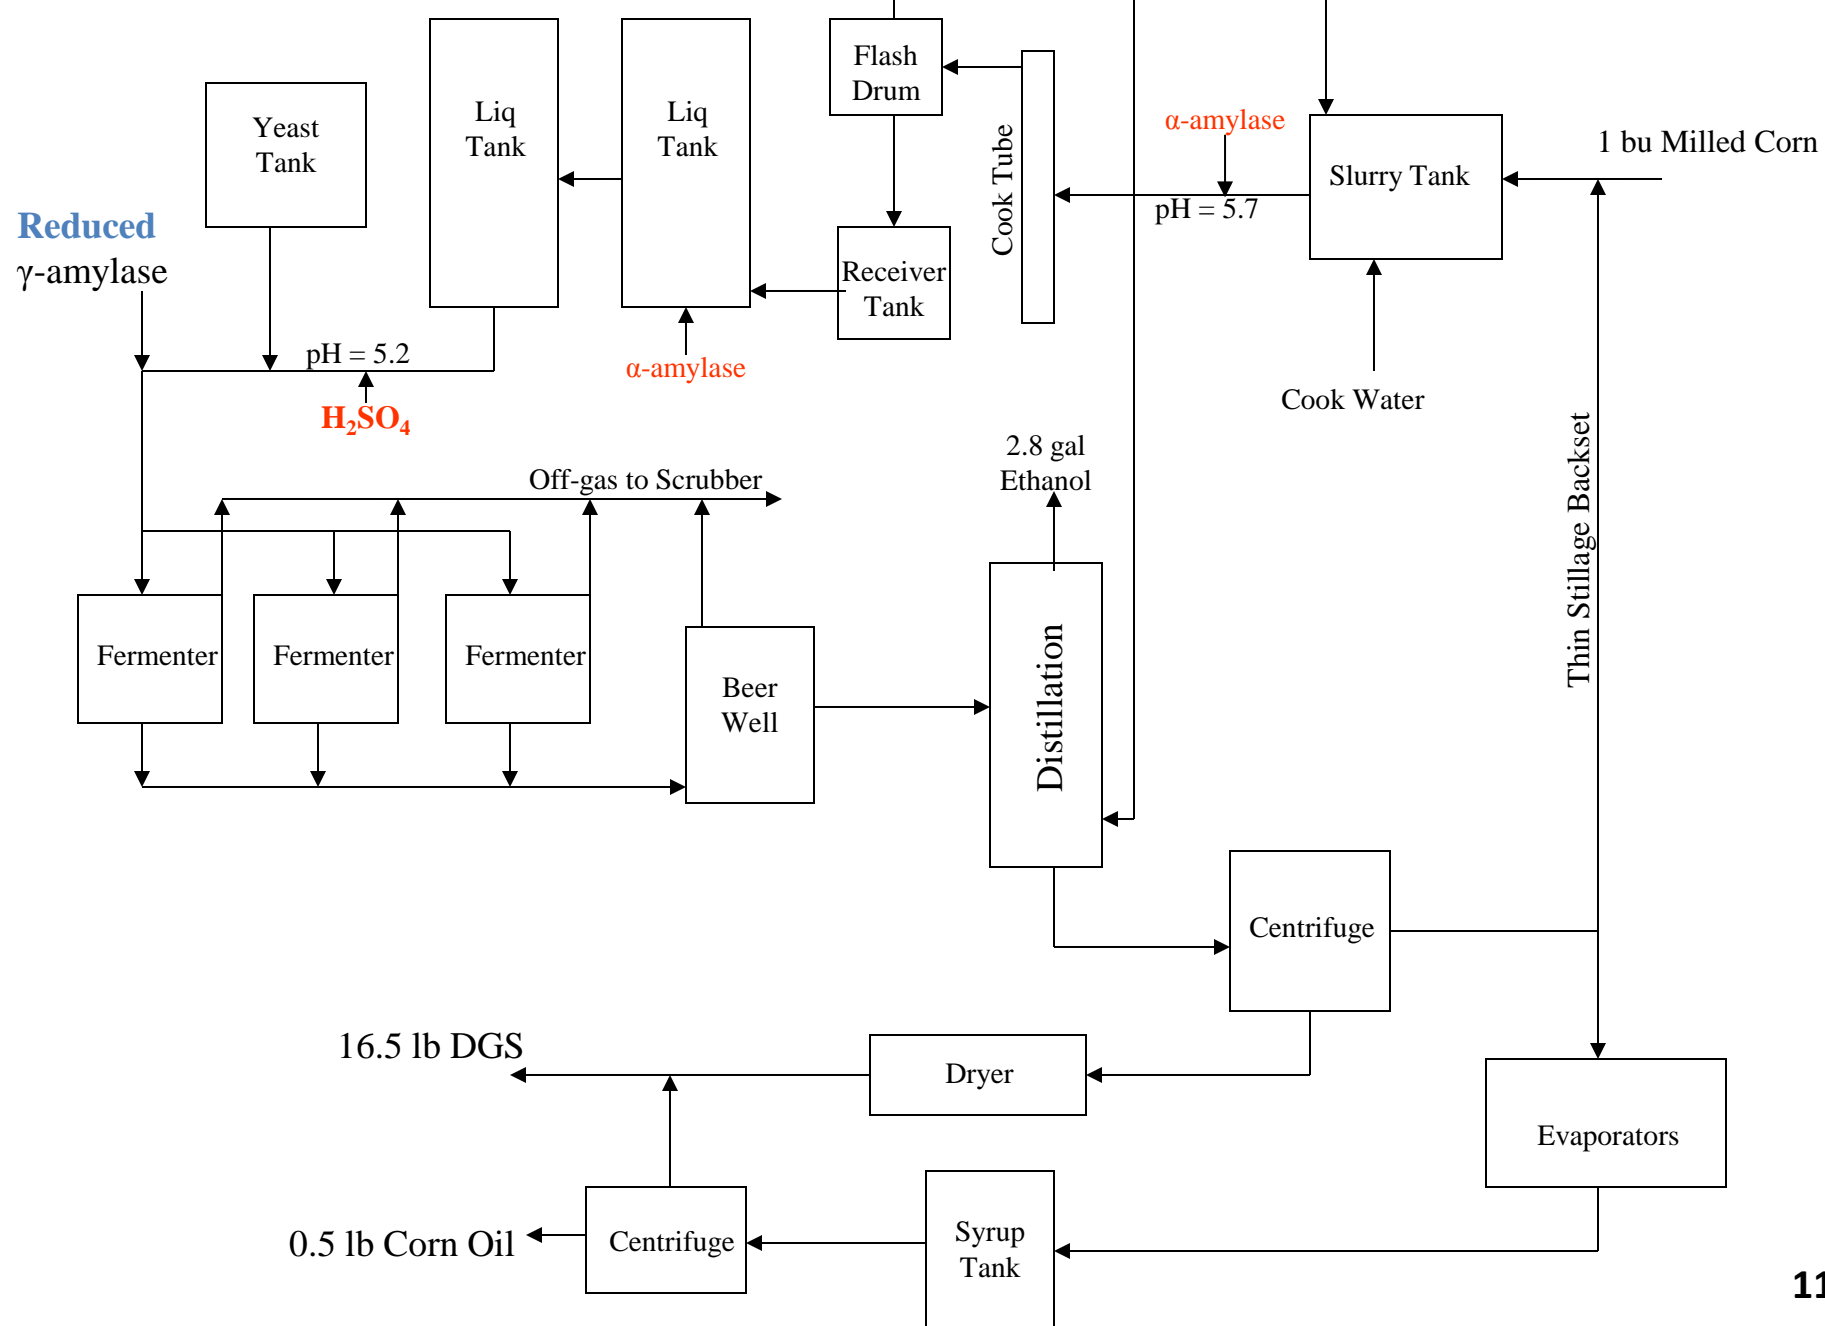 Flash
Drum
Liq
Tank
Liq
Tank
Yeast
Tank
α-amylase
1 bu Milled Corn
Slurry Tank
Cook Tube
pH = 5.7
Reduced
γ-amylase
Receiver
Tank
pH = 5.2
α-amylase
H₂SO₄
Cook Water
2.8 gal
Ethanol
Off-gas to Scrubber
Thin Stillage Backset
Fermenter
Fermenter
Fermenter
Beer
Well
Distillation
Centrifuge
16.5 lb DGS
Dryer
Evaporators
0.5 lb Corn Oil
Centrifuge
Syrup
Tank
11